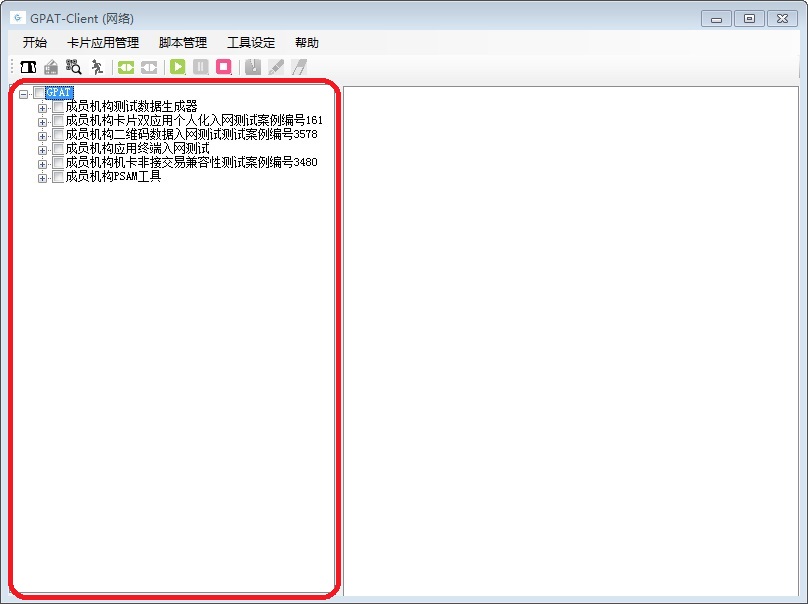 GPAT-Client (网络)
开始 卡片应用管理 脚本管理 工具设定 帮助
GPAT
成员机构测试数据生成器
成员机构卡片双应用个人化入网测试案例编号161
成员机构二维码数据入网测试测试案例编号3578
成员机构应用终端入网测试
成员机构机卡非接交易兼容性测试案例编号3480
成员机构PSAM工具